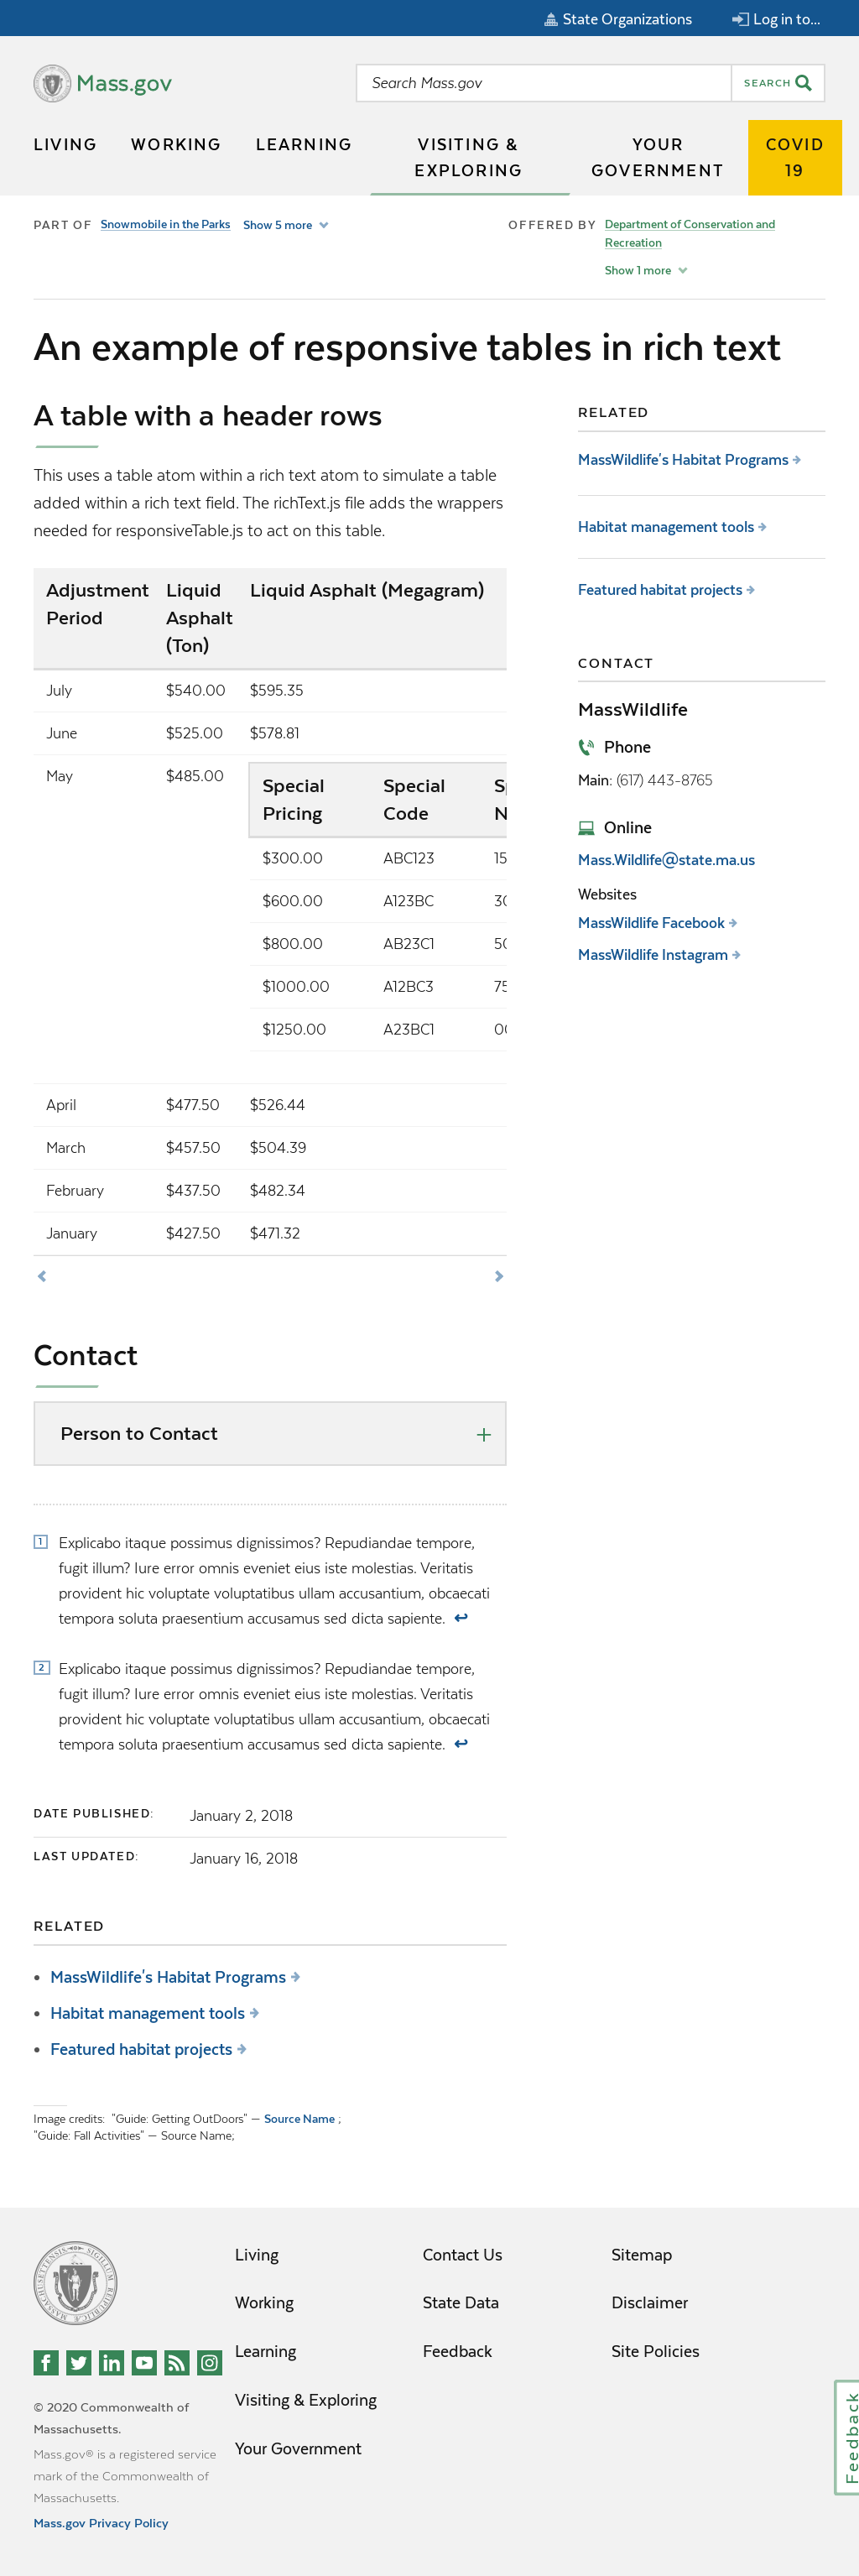 State Organizations
Log in to...
Mass.gov
Search Mass.gov
SEARCH
LIVING
WORKING
LEARNING
VISITING &
EXPLORING
YOUR
GOVERNMENT
COVID
19
PART OF
Snowmobile in the Parks
Show 5 more
OFFERED BY
Department of Conservation and
Recreation
Show 1 more
An example of responsive tables in rich text
A table with a header rows
This uses a table atom within a rich text atom to simulate a table
added within a rich text field. The richText.js file adds the wrappers
needed for responsiveTable.js to act on this table.
Adjustment
Period
Liquid
Asphalt
(Ton)
Liquid Asphalt (Megagram)
July $540.00 $595.35
June $525.00 $578.81
May $485.00
Special
Pricing
Special
Code
$300.00 ABC123 15
$600.00 A123BC
$800.00 AB23C1
$1000.00 A12BC3 75
$1250.00 A23BC1
April $477.50 $526.44
March $457.50 $504.39
February $437.50 $482.34
January $427.50 $471.32
Contact
Person to Contact
1 Explicabo itaque possimus dignissimos? Repudiandae tempore,
fugit illum? Iure error omnis eveniet eius iste molestias. Veritatis
provident hic voluptate voluptatibus ullam accusantium, obcaecati
tempora soluta praesentium accusamus sed dicta sapiente. ↩
2 Explicabo itaque possimus dignissimos? Repudiandae tempore,
fugit illum? Iure error omnis eveniet eius iste molestias. Veritatis
provident hic voluptate voluptatibus ullam accusantium, obcaecati
tempora soluta praesentium accusamus sed dicta sapiente. ↩
DATE PUBLISHED: January 2, 2018
LAST UPDATED: January 16, 2018
RELATED
• MassWildlife's Habitat Programs
• Habitat management tools
• Featured habitat projects
Image credits: "Guide: Getting OutDoors" — Source Name ;
"Guide: Fall Activities" — Source Name;
RELATED
MassWildlife's Habitat Programs
Habitat management tools
Featured habitat projects
CONTACT
MassWildlife
Phone
Main: (617) 443-8765
Online
Mass.Wildlife@state.ma.us
Websites
MassWildlife Facebook
MassWildlife Instagram
© 2020 Commonwealth of
Massachusetts.
Mass.gov® is a registered service
mark of the Commonwealth of
Massachusetts.
Mass.gov Privacy Policy
Living
Working
Learning
Visiting & Exploring
Your Government
Contact Us
State Data
Feedback
Sitemap
Disclaimer
Site Policies
Feedback